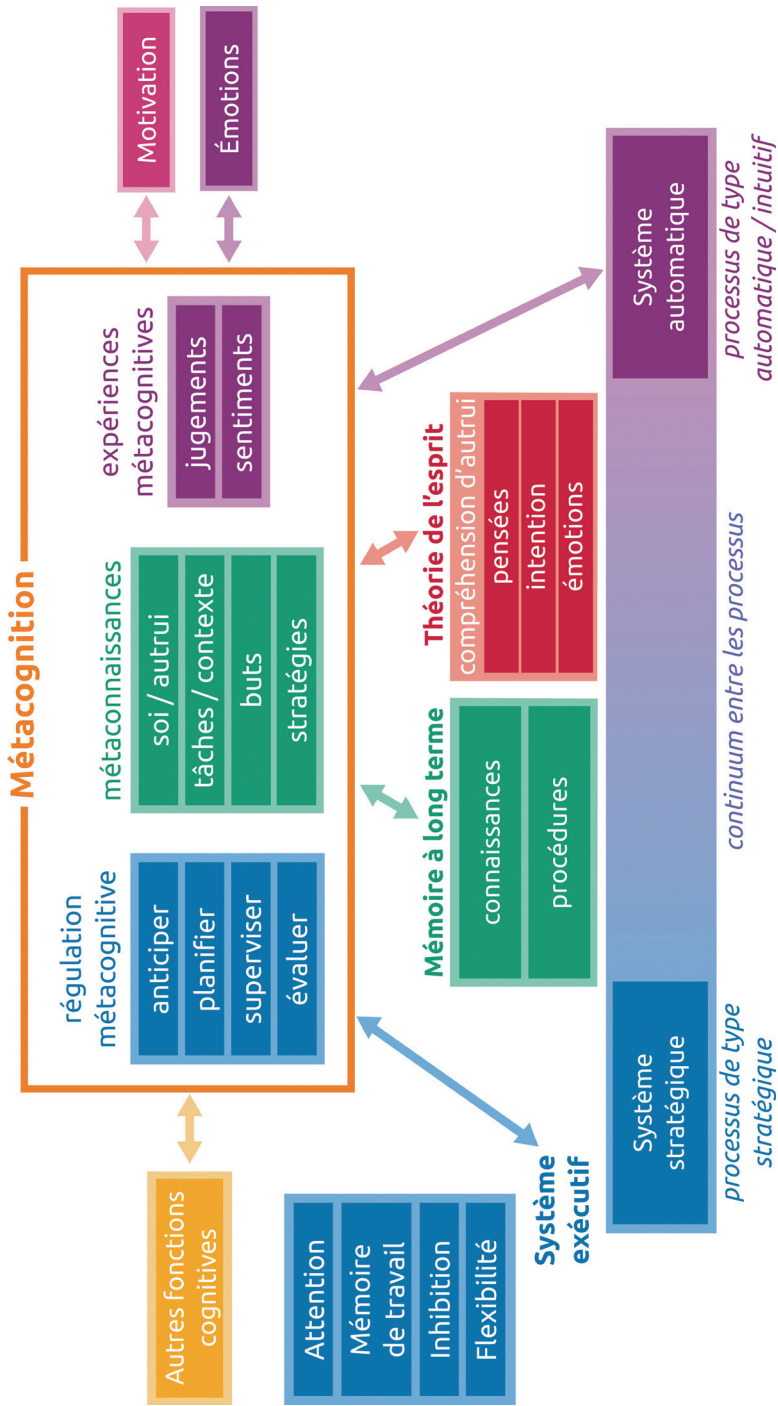 Métacognition
régulation
métacognitive
anticiper
planifier
superviser
évaluer
métaconnaissances
soi / autrui
tâches / contexte
buts
stratégies
expériences
métacognitives
jugements
sentiments
Motivation
Émotions
Autres fonctions
cognitives
Attention
Mémoire
de travail
Inhibition
Flexibilité
Système
exécutif
Mémoire à long terme
connaissances
procédures
Théorie de l'esprit
compréhension d'autrui
pensées
intention
émotions
Système
stratégique
processus de type
stratégique
continuum entre les processus
Système
automatique
processus de type
automatique / intuitif